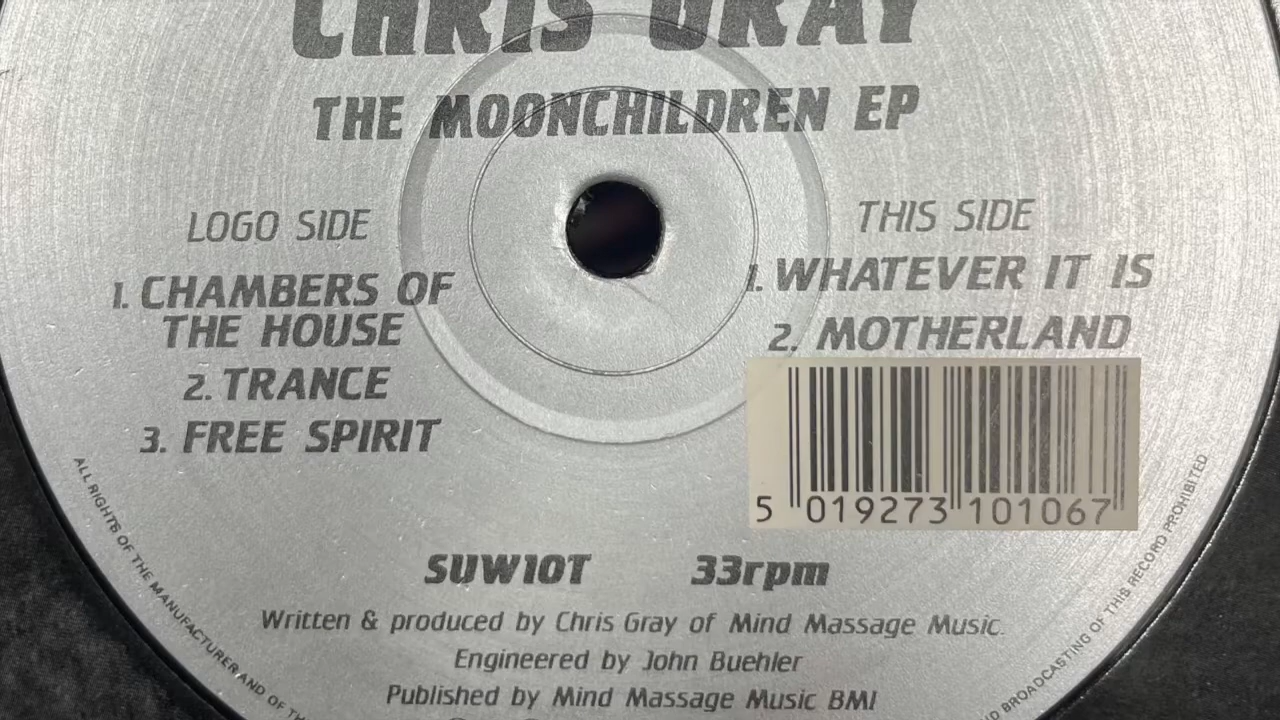 CHRIS GRAY
THE MOONCHILDREN EP
LOGO SIDE
1. CHAMBERS OF
THE HOUSE
2. TRANCE
3. FREE SPIRIT
THIS SIDE
1. WHATEVER IT IS
2. MOTHERLAND
5 019273 101067
SUW10T 33rpm
Written & produced by Chris Gray of Mind Massage Music.
Engineered by John Buehler
Published by Mind Massage Music BMI
ALL RIGHTS OF THE MANUFACTURER AND OF
BROADCASTING OF THIS RECORD PROHIBITED